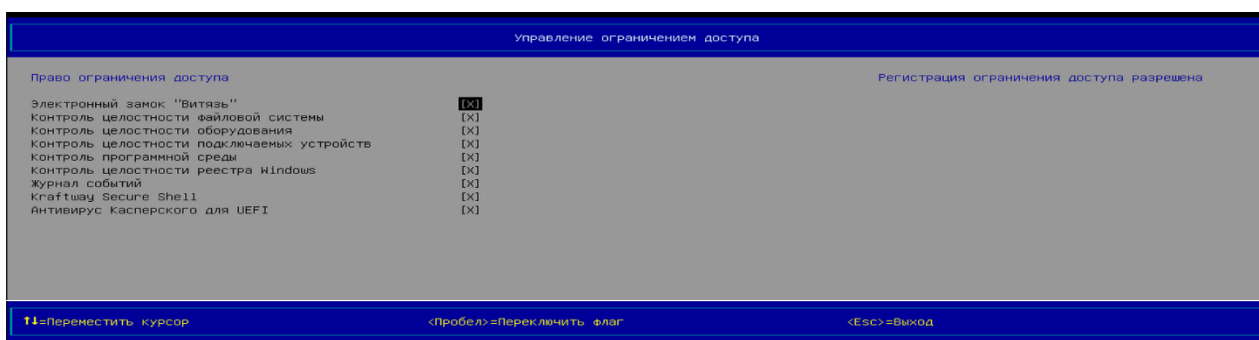 Управление ограничением доступа
Право ограничения доступа Регистрация ограничения доступа разрешена
Электронный замок "Витязь" [X]
Контроль целостности файловой системы [X]
Контроль целостности оборудования [X]
Контроль целостности подключаемых устройств [X]
Контроль программной среды [X]
Контроль целостности реестра Windows [X]
Журнал событий [X]
Kraftway Secure Shell [X]
Антивирус Касперского для UEFI [X]
↑↓=Переместить курсор <Пробел>=Переключить флаг <Esc>=Выход